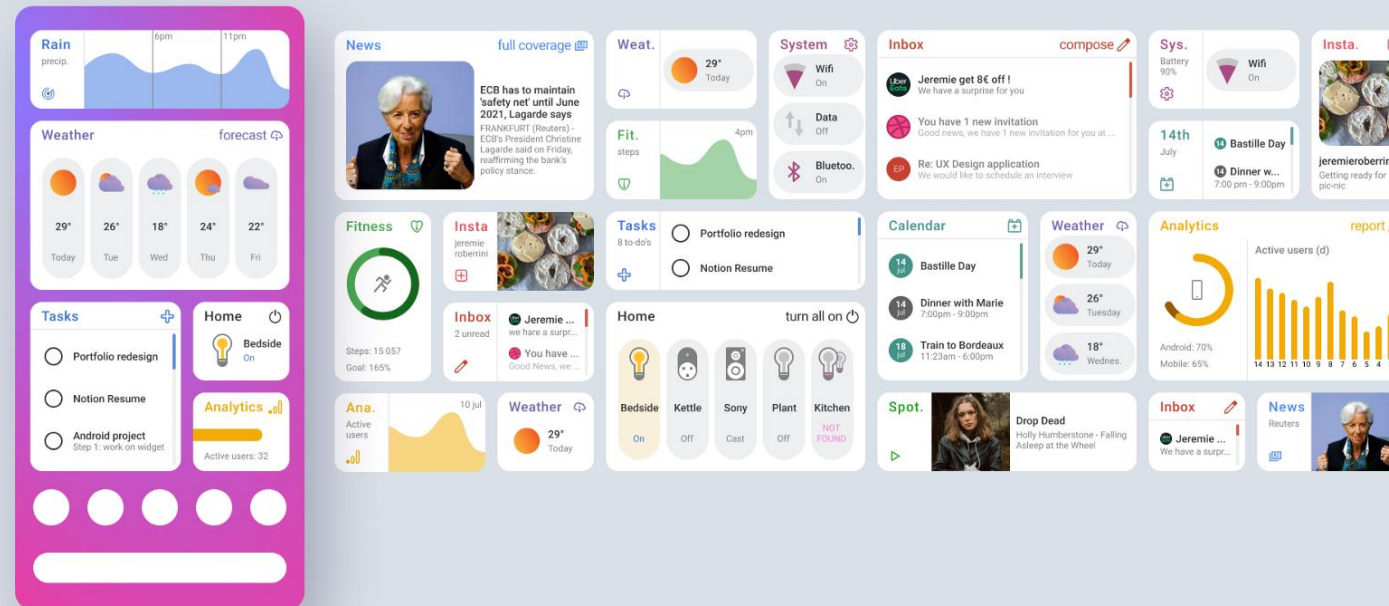 Rain
precip.
6pm
11pm
Weather
forecast
29°
26°
18°
24°
22°
Today
Tue
Wed
Thu
Fri
Tasks
Portfolio redesign
Notion Resume
Android project
Step 1: work on widget
Home
Bedside
On
Analytics
Active users: 32
News
full coverage
ECB has to maintain
'safety net' until June
2021, Lagarde says
FRANKFURT (Reuters) -
ECB's President Christine
Lagarde said on Friday,
reaffirming the bank's
policy stance.
Weat.
29°
Today
System
Wifi
On
Data
Off
Bluetoo.
On
Fit.
steps
4pm
Inbox
compose
Uber
Eats
Jeremie get 8€ off !
We have a surprise for you
You have 1 new invitation
Good news, we have 1 new invitation for you at ...
EP
Re: UX Design application
We would like to schedule an interview
Sys.
Battery
90%
Wifi
On
14th
July
14 Bastille Day
14 Dinner w...
7:00 pm - 9:00pm
Insta.
jeremieroberrin
Getting ready for
pic-nic
Fitness
Steps: 15 057
Goal: 165%
Insta
jeremie
roberrini
Inbox
2 unread
Jeremie ...
we hare a surpr...
You have ...
Good News, we ...
Tasks
8 to-do's
Portfolio redesign
Notion Resume
Home
turn all on
Bedside
Kettle
Sony
Plant
Kitchen
On
Off
Cast
Off
NOT
FOUND
Calendar
14
jul
Bastille Day
14
jul
Dinner with Marie
7:00pm - 9:00pm
18
jul
Train to Bordeaux
11:23am - 6:00pm
Weather
29°
Today
26°
Tuesday
18°
Wednes.
Analytics
report
Active users (d)
Android: 70%
Mobile: 65%
14 13 12 11 10 9 8 7 6 5 4
Ana.
Active
users
10 jul
Weather
29°
Today
Spot.
Drop Dead
Holly Humberstone - Falling
Asleep at the Wheel
Inbox
Jeremie ...
We have a surpr...
News
Reuters